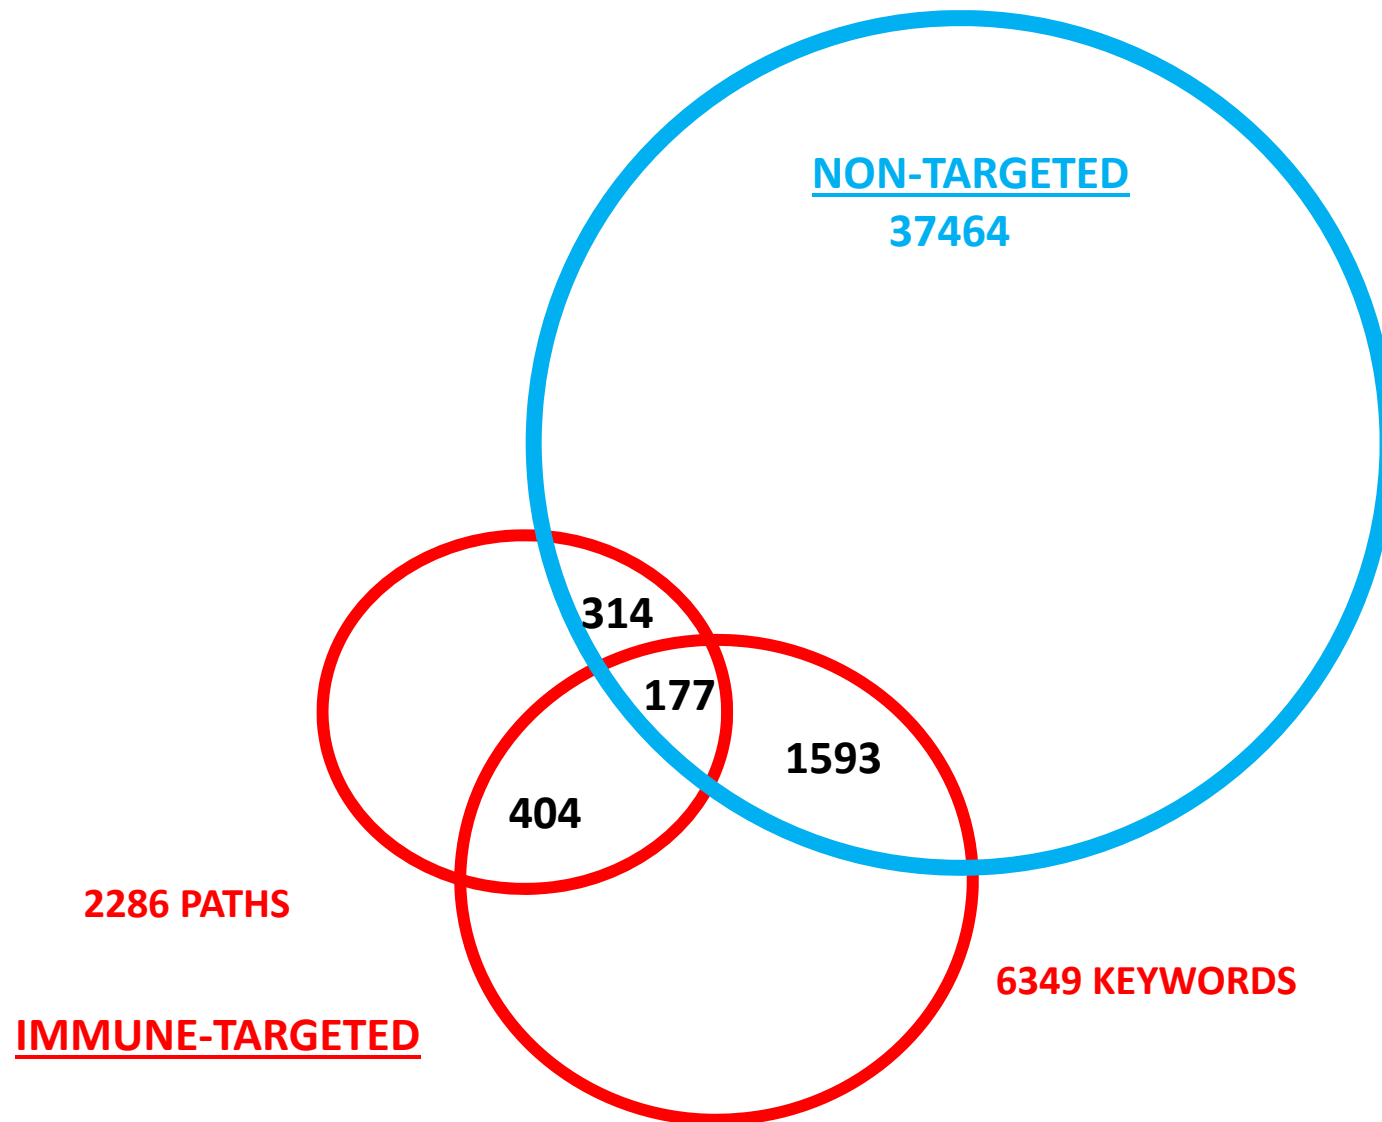 NON-TARGETED
37464
314
177
1593
404
2286 PATHS
6349 KEYWORDS
IMMUNE-TARGETED